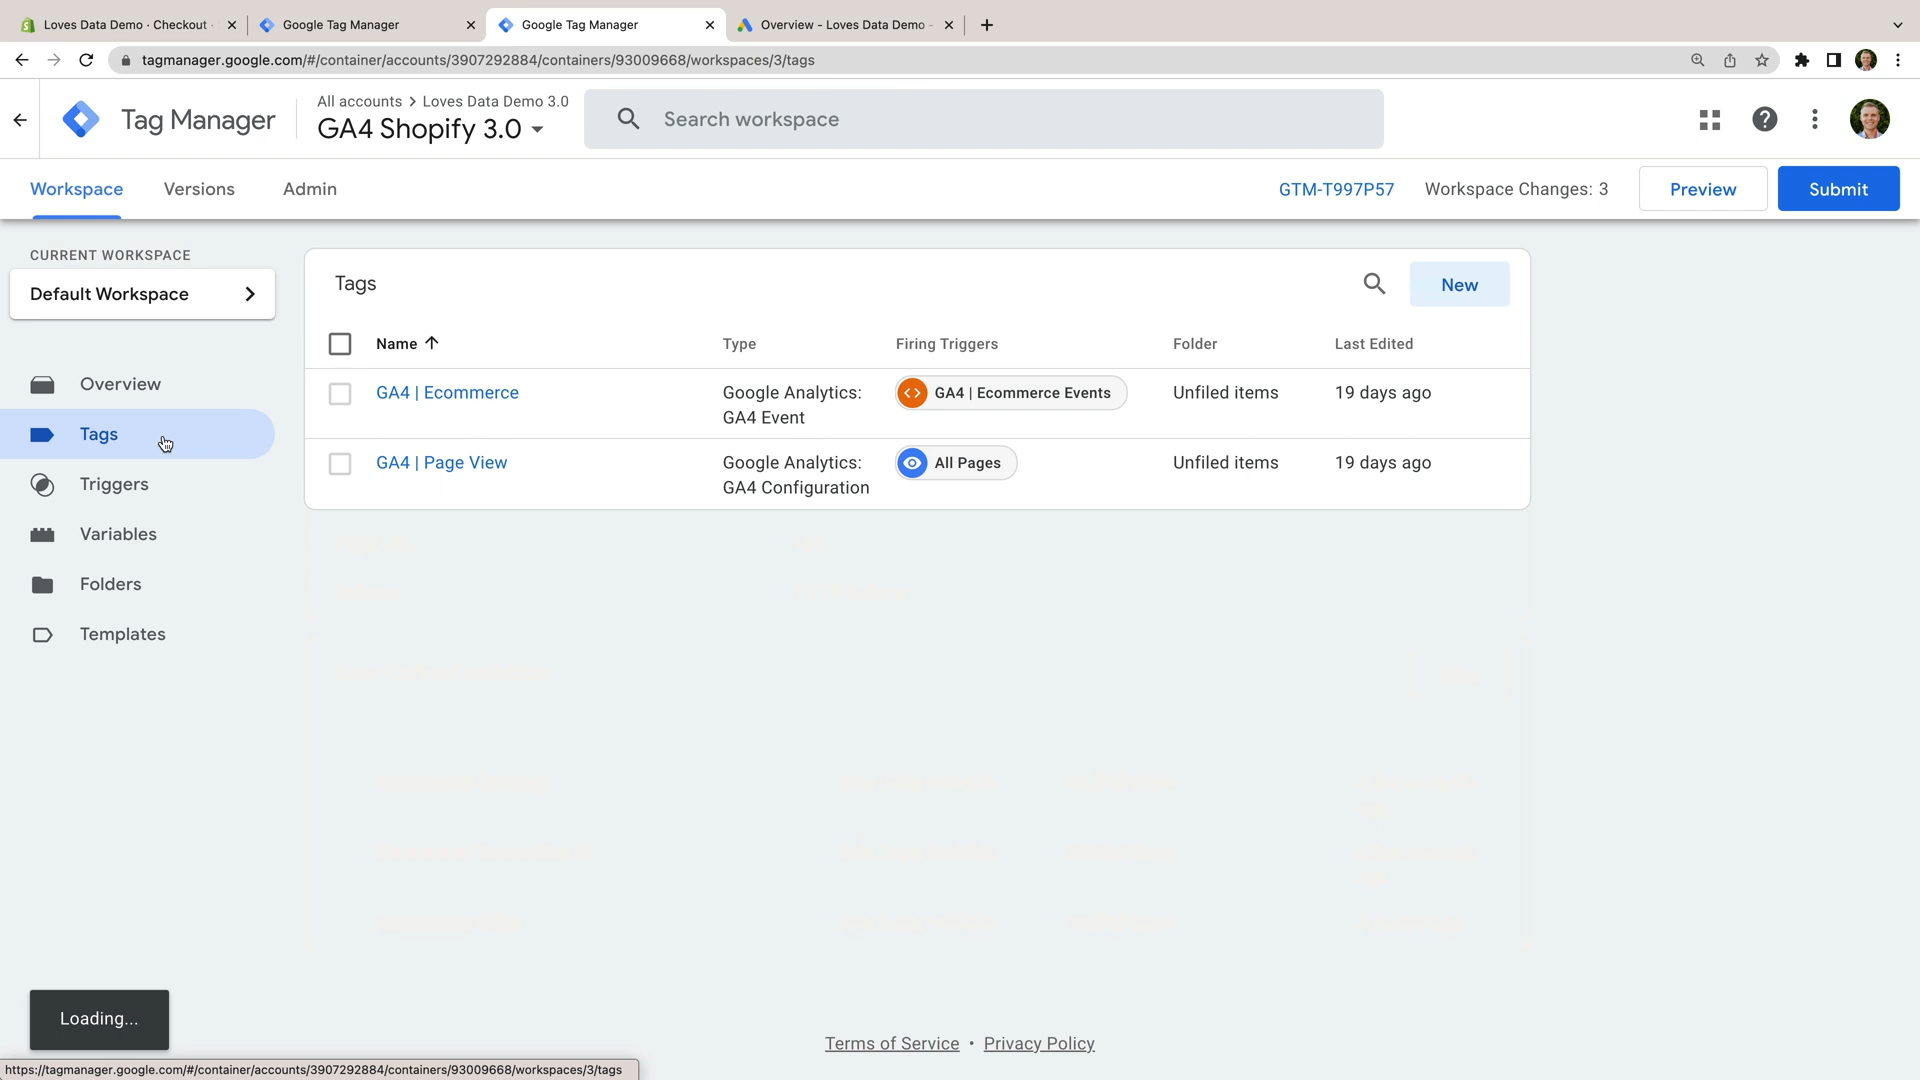 Loves Data Demo · Checkout ·
Google Tag Manager
Google Tag Manager
Overview - Loves Data Demo -
tagmanager.google.com/#/container/accounts/3907292884/containers/93009668/workspaces/3/tags
Tag Manager
All accounts > Loves Data Demo 3.0
GA4 Shopify 3.0
Search workspace
Workspace
Versions
Admin
GTM-T997P57
Workspace Changes: 3
Preview
Submit
CURRENT WORKSPACE
Default Workspace
Overview
Tags
Triggers
Variables
Folders
Templates
Tags
New
Name
Type
Firing Triggers
Folder
Last Edited
GA4 | Ecommerce
Google Analytics:
GA4 Event
GA4 | Ecommerce Events
Unfiled items
19 days ago
GA4 | Page View
Google Analytics:
GA4 Configuration
All Pages
Unfiled items
19 days ago
Loading...
Terms of Service • Privacy Policy
https://tagmanager.google.com/#/container/accounts/3907292884/containers/93009668/workspaces/3/tags